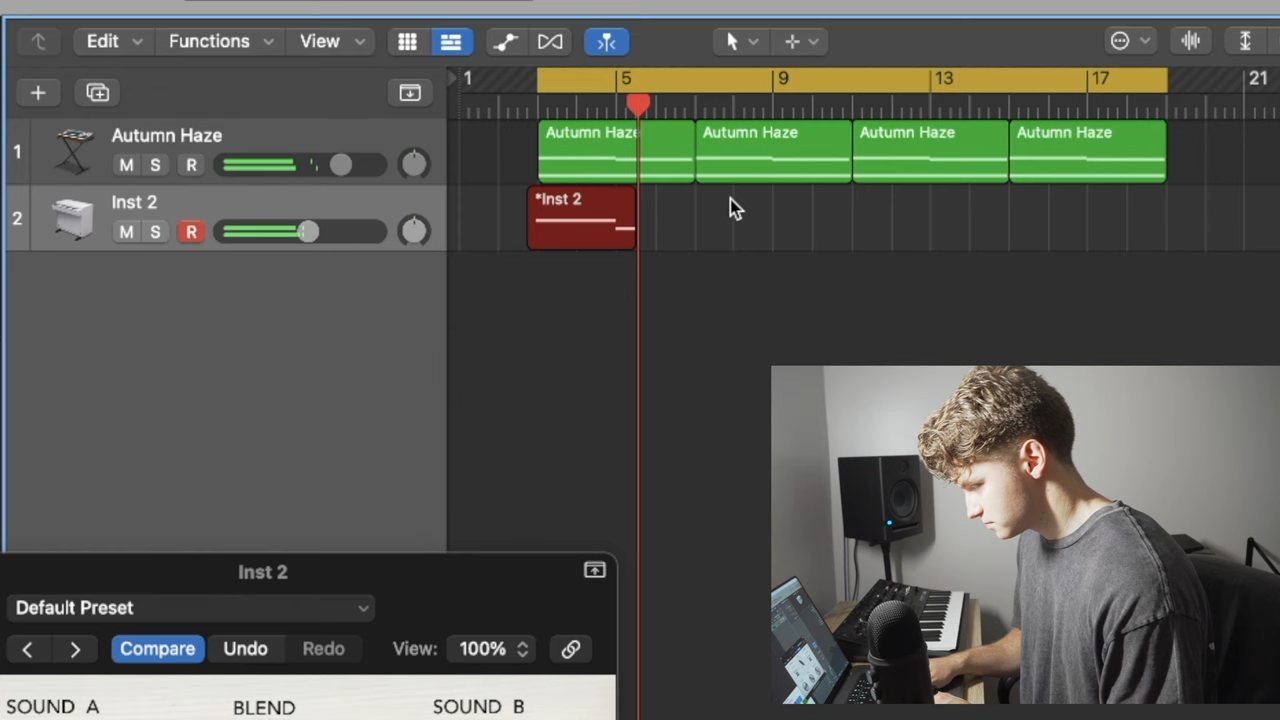 Edit Functions View
1 5 9 13 17 21
1 Autumn Haze
M S R
Autumn Haze Autumn Haze Autumn Haze Autumn Haze
2 Inst 2
M S R
*Inst 2
Inst 2
Default Preset
Compare Undo Redo View: 100%
SOUND A BLEND SOUND B